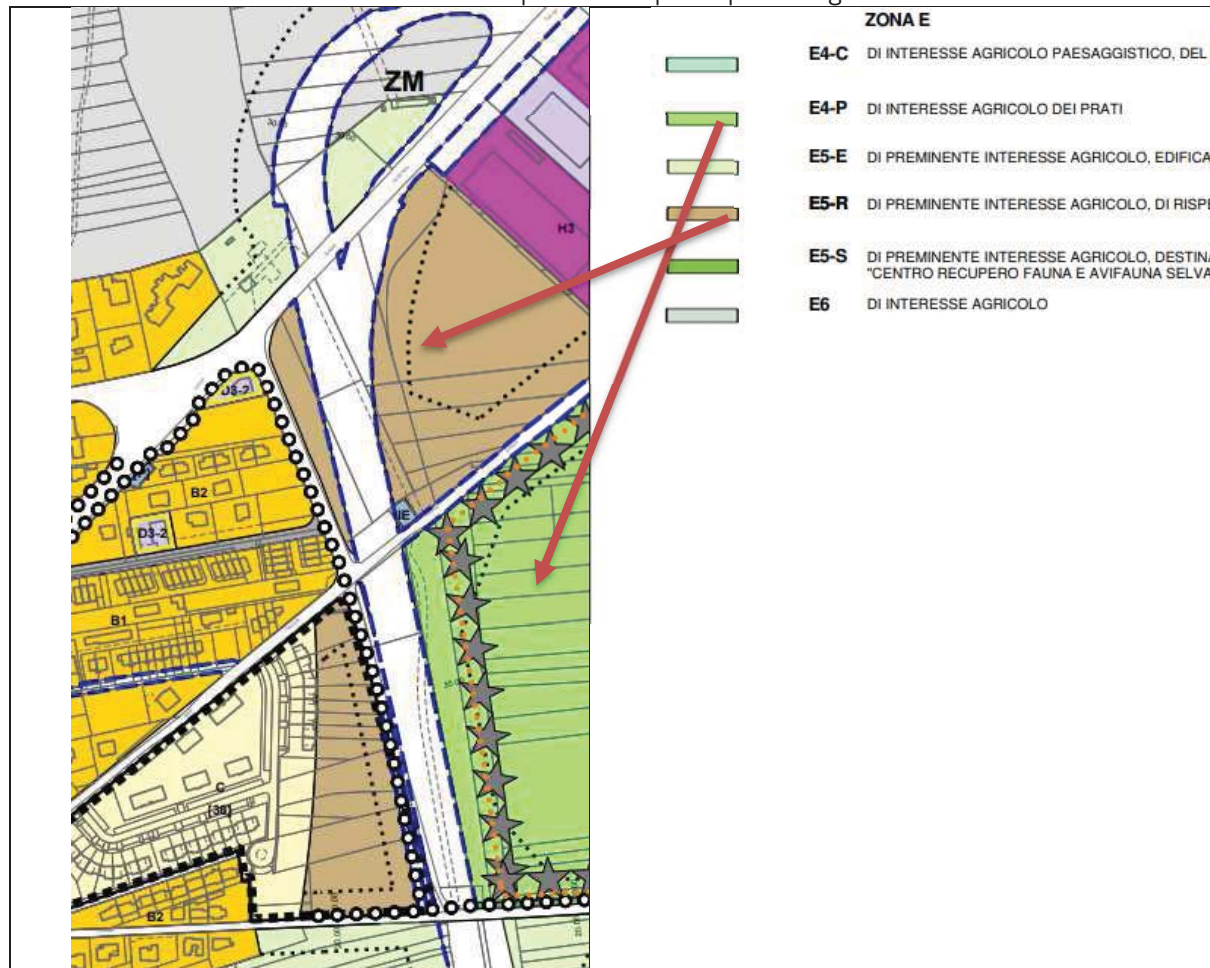 ZONA E
E4-C DI INTERESSE AGRICOLO PAESAGGISTICO, DEL
E4-P DI INTERESSE AGRICOLO DEI PRATI
E5-E DI PREMINENTE INTERESSE AGRICOLO, EDIFICA
E5-R DI PREMINENTE INTERESSE AGRICOLO, DI RISPE
E5-S DI PREMINENTE INTERESSE AGRICOLO, DESTINA
"CENTRO RECUPERO FAUNA E AVIFAUNA SELVA
E6 DI INTERESSE AGRICOLO
ZM
H3
D3-2
B2
D3-2
IE
B1
C
[38]
B2